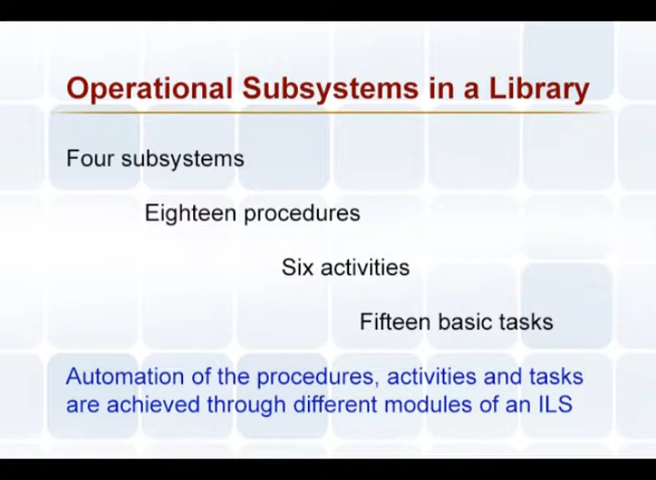 Operational Subsystems in a Library
Four subsystems
Eighteen procedures
Six activities
Fifteen basic tasks
Automation of the procedures, activities and tasks
are achieved through different modules of an ILS